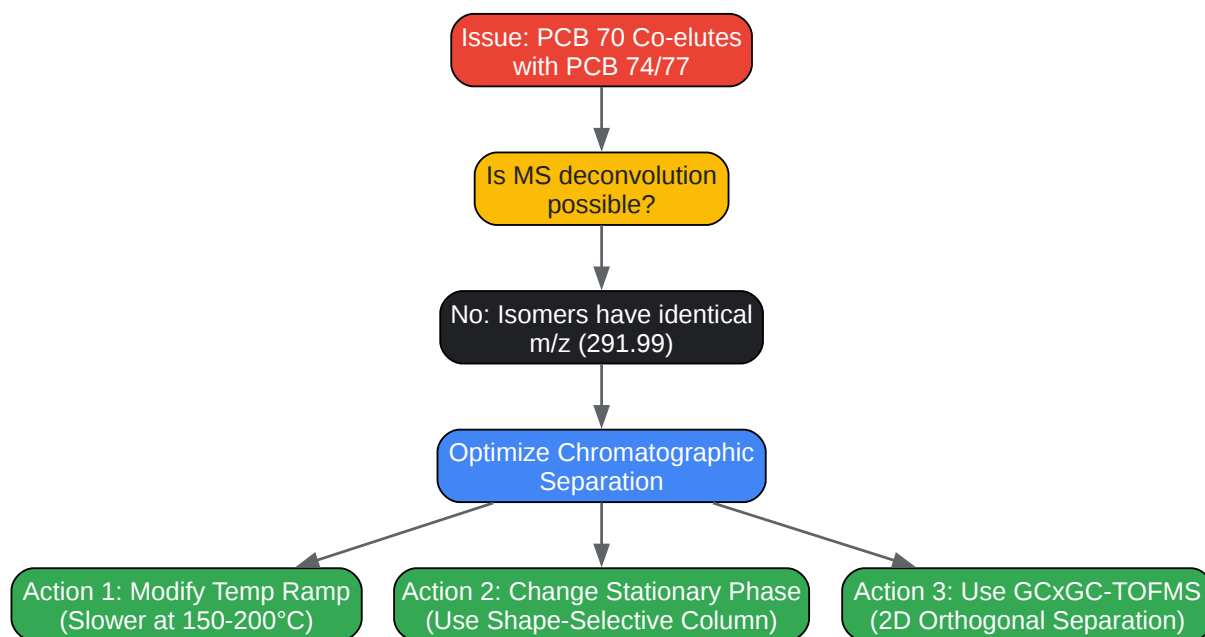 Issue: PCB 70 Co-elutes
with PCB 74/77
Is MS deconvolution
possible?
No: Isomers have identical
m/z (291.99)
Optimize Chromatographic
Separation
Action 1: Modify Temp Ramp
(Slower at 150-200°C)
Action 2: Change Stationary Phase
(Use Shape-Selective Column)
Action 3: Use GCxGC-TOFMS
(2D Orthogonal Separation)